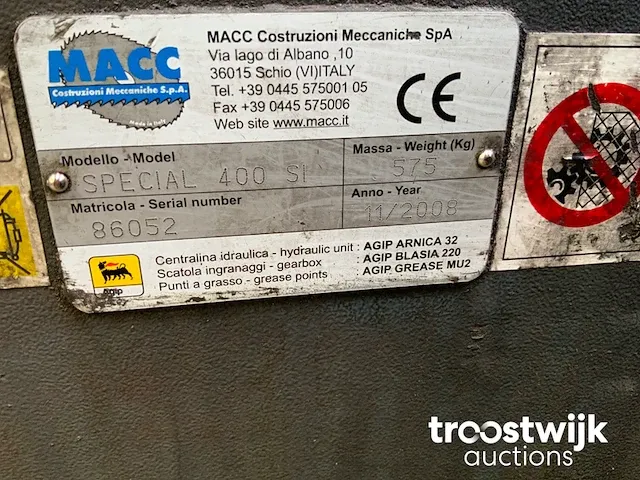 MACC
Costruzioni Meccaniche S.p.A.
Made in Italy
MACC Costruzioni Meccaniche SpA
Via lago di Albano ,10
36015 Schio (VI)ITALY
Tel. +39 0445 575001 05
Fax +39 0445 575006
Web site www.macc.it
CE
Modello - Model
SPECIAL 400 SI
Massa - Weight (Kg)
575
Matricola - Serial number
86052
Anno - Year
11/2008
Agip
Centralina idraulica - hydraulic unit : AGIP ARNICA 32
Scatola ingranaggi - gearbox : AGIP BLASIA 220
Punti a grasso - grease points : AGIP GREASE MU2
troostwijk
auctions